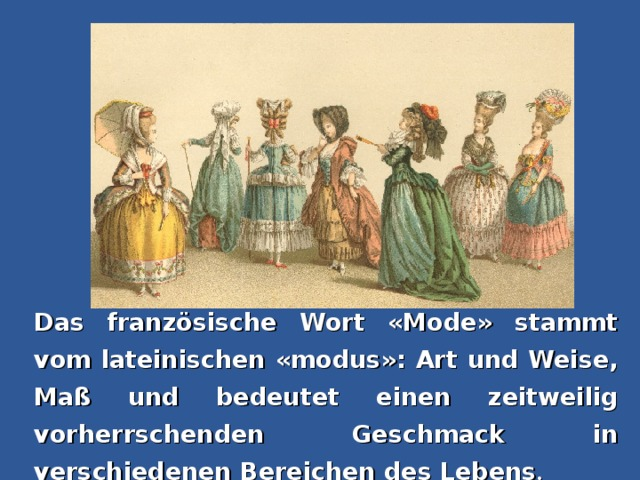 Das französische Wort «Mode» stammt
vom lateinischen «modus»: Art und Weise,
Maß und bedeutet einen zeitweilig
vorherrschenden Geschmack in
verschiedenen Bereichen des Lebens.